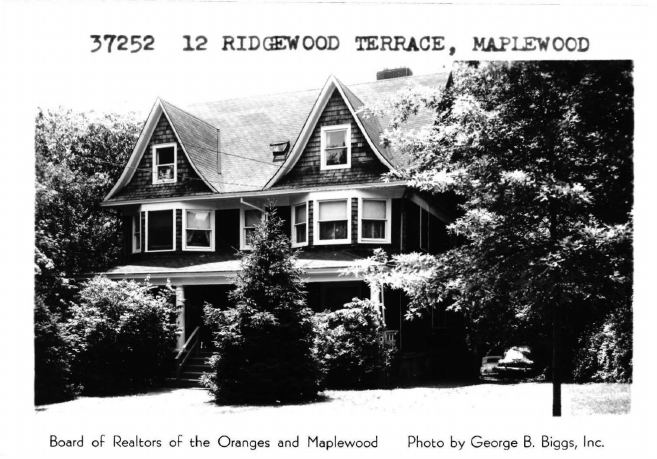 37252 12 RIDGEWOOD TERRACE, MAPLEWOOD
Board of Realtors of the Oranges and Maplewood Photo by George B. Biggs, Inc.